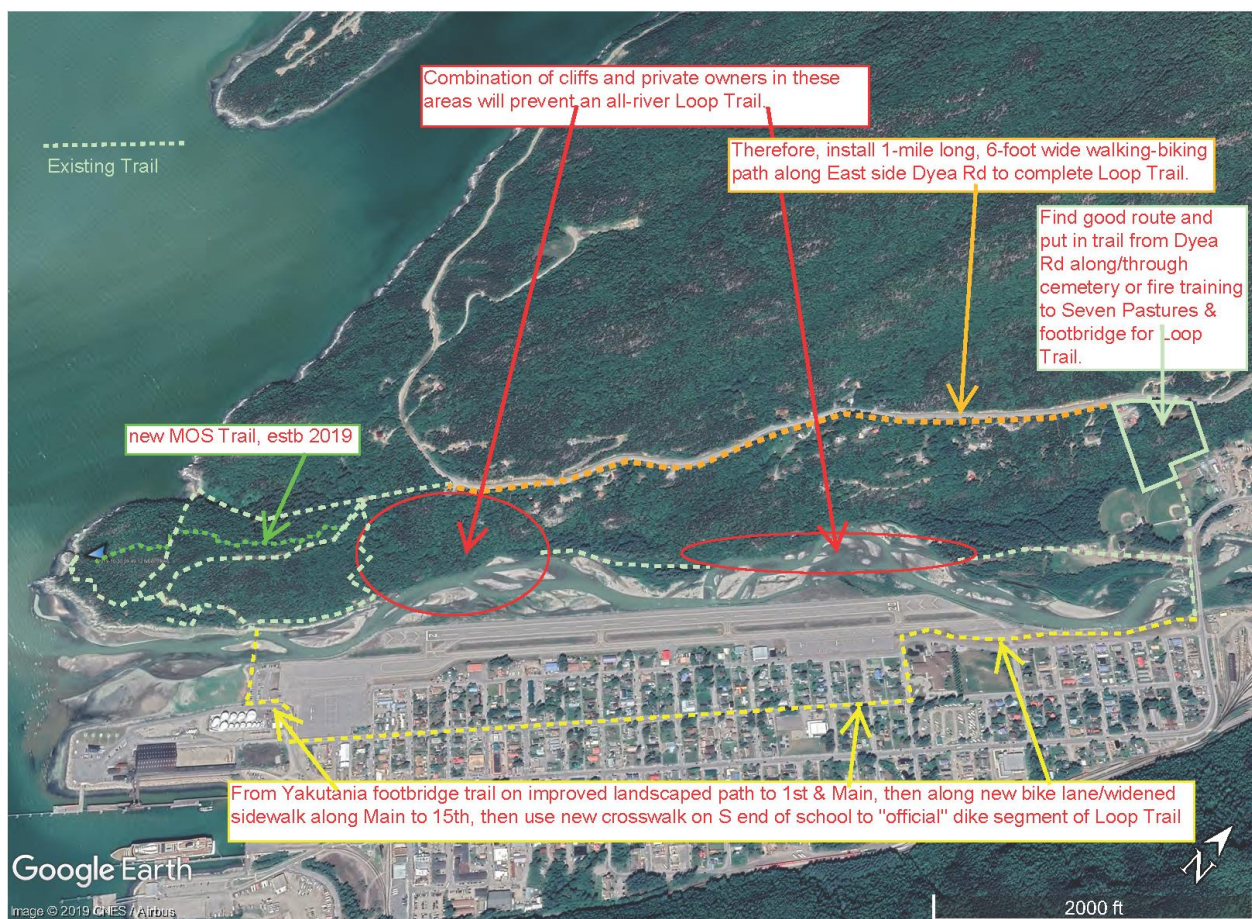 Combination of cliffs and private owners in these
areas will prevent an all-river Loop Trail.
Existing Trail
Therefore, install 1-mile long, 6-foot wide walking-biking
path along East side Dyea Rd to complete Loop Trail.
Find good route and
put in trail from Dyea
Rd along/through
cemetery or fire training
to Seven Pastures &
footbridge for Loop
Trail.
new MOS Trail, estb 2019
From Yakutania footbridge trail on improved landscaped path to 1st & Main, then along new bike lane/widened
sidewalk along Main to 15th, then use new crosswalk on S end of school to "official" dike segment of Loop Trail
Google Earth
N
Image © 2019 CNES / Airbus
2000 ft